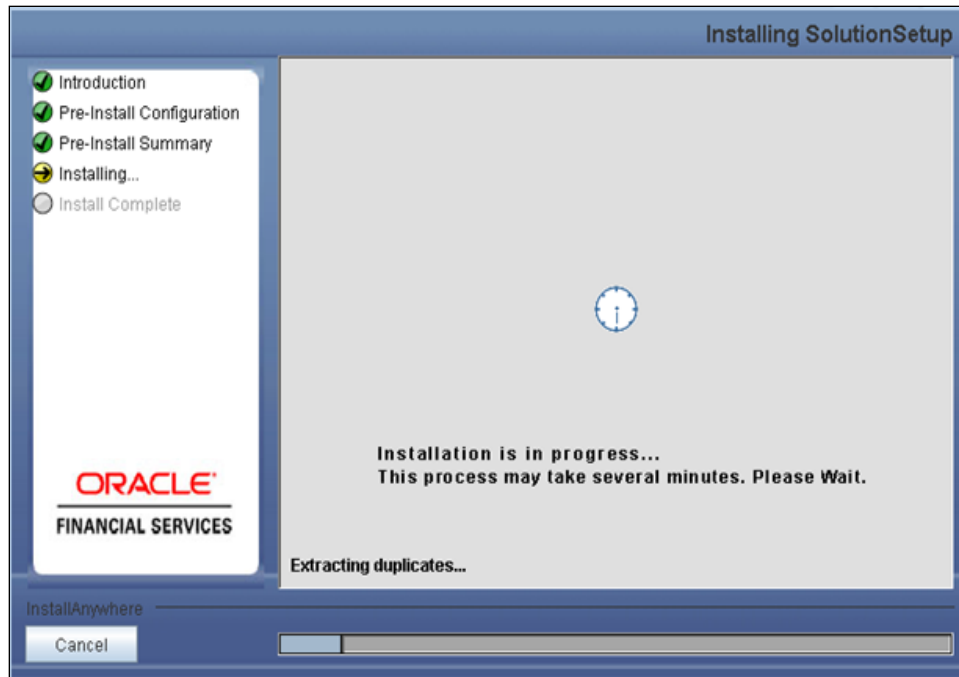 Installing SolutionSetup
Introduction
Pre-Install Configuration
Pre-Install Summary
Installing...
Install Complete
Installation is in progress...
This process may take several minutes. Please Wait.
ORACLE
FINANCIAL SERVICES
Extracting duplicates...
InstallAnywhere
Cancel